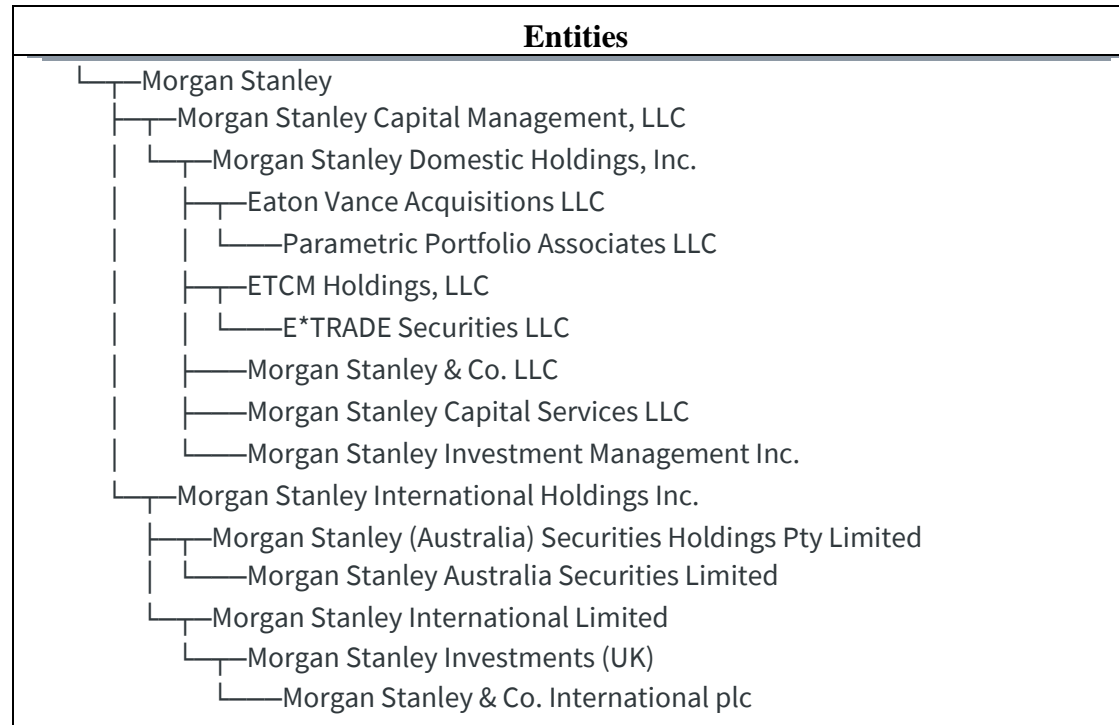 Entities
Morgan Stanley
Morgan Stanley Capital Management, LLC
Morgan Stanley Domestic Holdings, Inc.
Eaton Vance Acquisitions LLC
Parametric Portfolio Associates LLC
ETCM Holdings, LLC
E*TRADE Securities LLC
Morgan Stanley & Co. LLC
Morgan Stanley Capital Services LLC
Morgan Stanley Investment Management Inc.
Morgan Stanley International Holdings Inc.
Morgan Stanley (Australia) Securities Holdings Pty Limited
Morgan Stanley Australia Securities Limited
Morgan Stanley International Limited
Morgan Stanley Investments (UK)
Morgan Stanley & Co. International plc